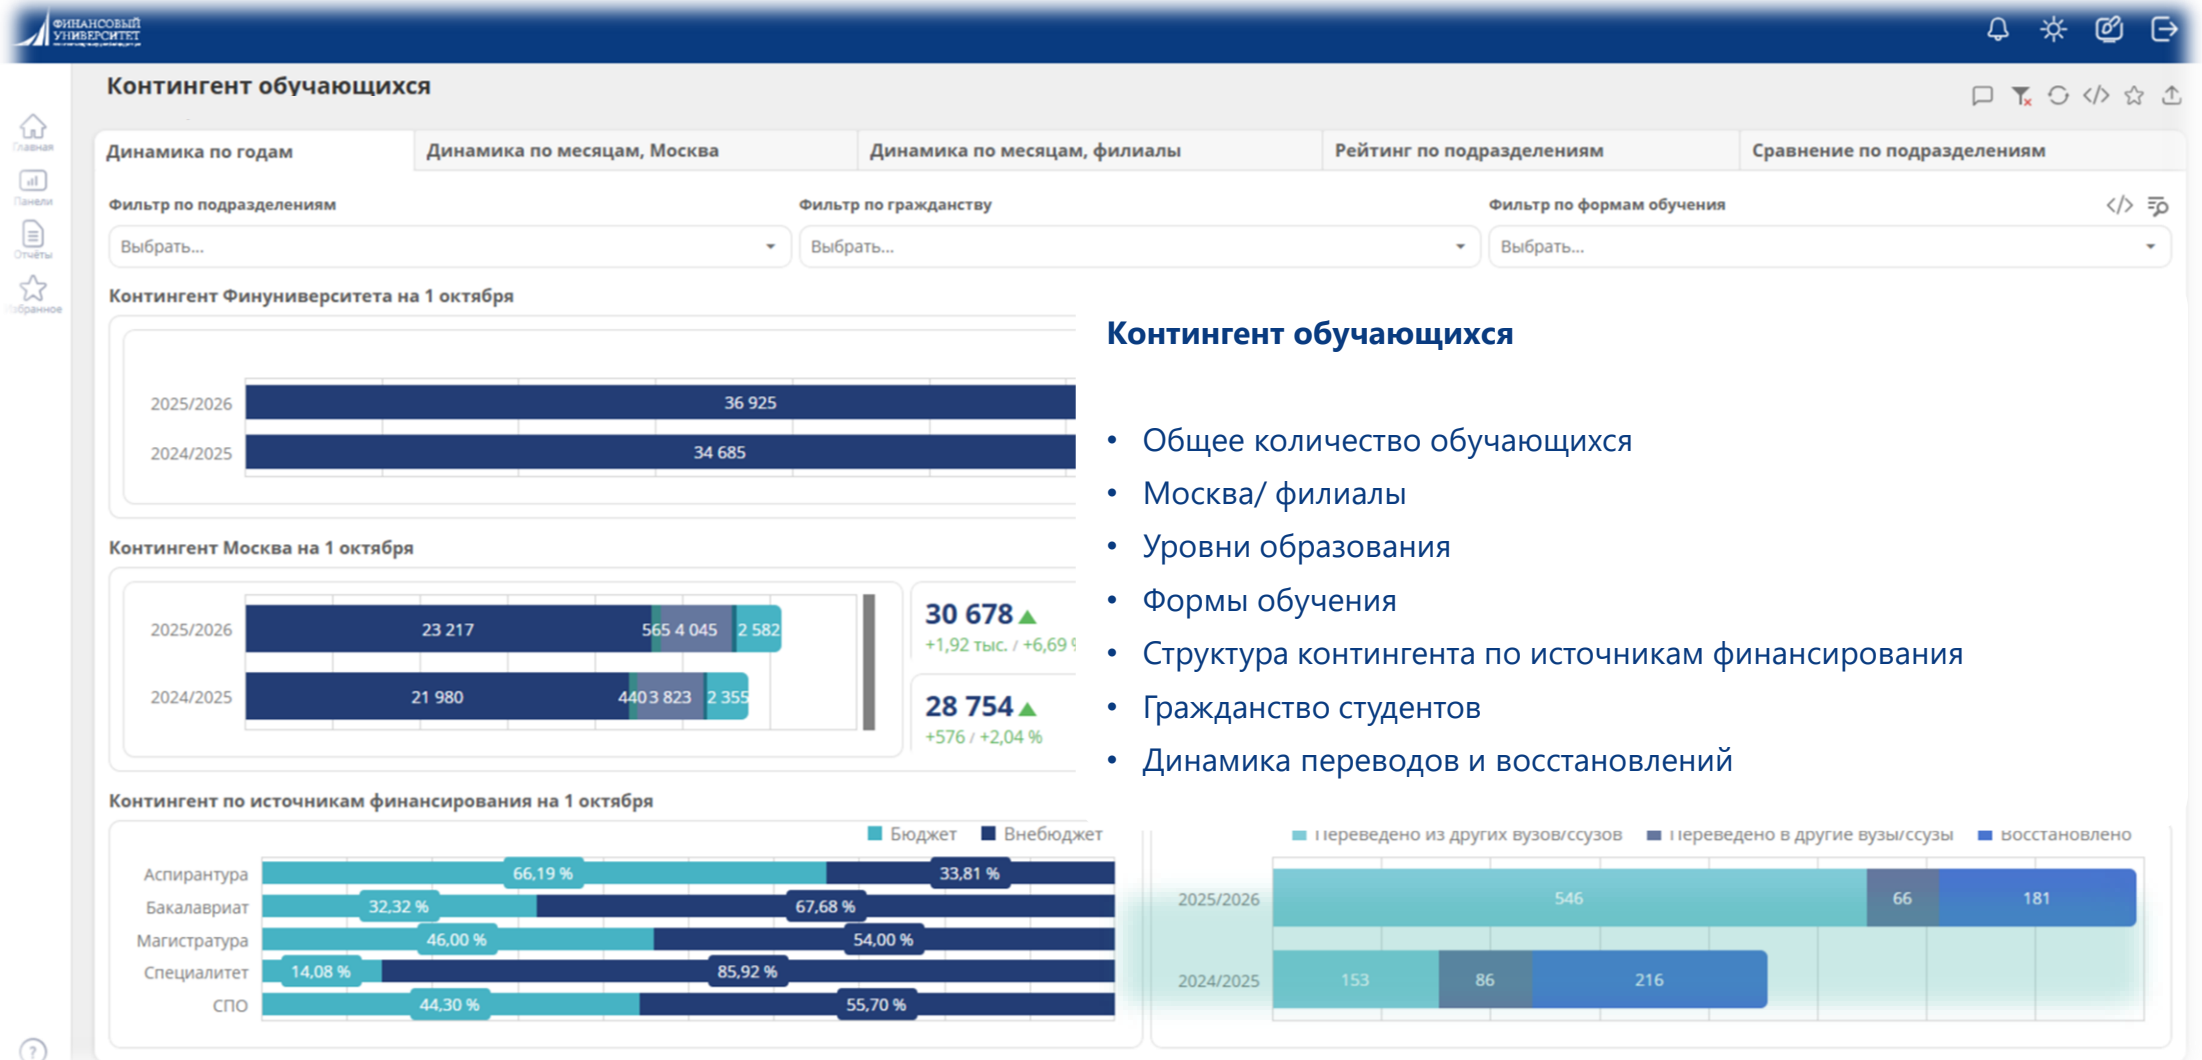 ФИНАНСОВЫЙ
УНИВЕРСИТЕТ
Контингент обучающихся
Главная
Панели
Отчёты
Избранное
Динамика по годам
Динамика по месяцам, Москва
Динамика по месяцам, филиалы
Рейтинг по подразделениям
Сравнение по подразделениям
Фильтр по подразделениям
Фильтр по гражданству
Фильтр по формам обучения
Выбрать...
Выбрать...
Выбрать...
Контингент Финуниверситета на 1 октября
2025/2026 36 925
2024/2025 34 685
Контингент обучающихся
• Общее количество обучающихся
• Москва/ филиалы
• Уровни образования
• Формы обучения
• Структура контингента по источникам финансирования
• Гражданство студентов
• Динамика переводов и восстановлений
Контингент Москва на 1 октября
2025/2026 23 217 565 4 045 2 582
2024/2025 21 980 440 3 823 2 355
30 678
+1,92 тыс. / +6,69 %
28 754
+576 / +2,04 %
Контингент по источникам финансирования на 1 октября
Бюджет Внебюджет
Аспирантура 66,19 % 33,81 %
Бакалавриат 32,32 % 67,68 %
Магистратура 46,00 % 54,00 %
Специалитет 14,08 % 85,92 %
СПО 44,30 % 55,70 %
Переведено из других вузов/ссузов Переведено в другие вузы/ссузы Восстановлено
2025/2026 546 66 181
2024/2025 153 86 216